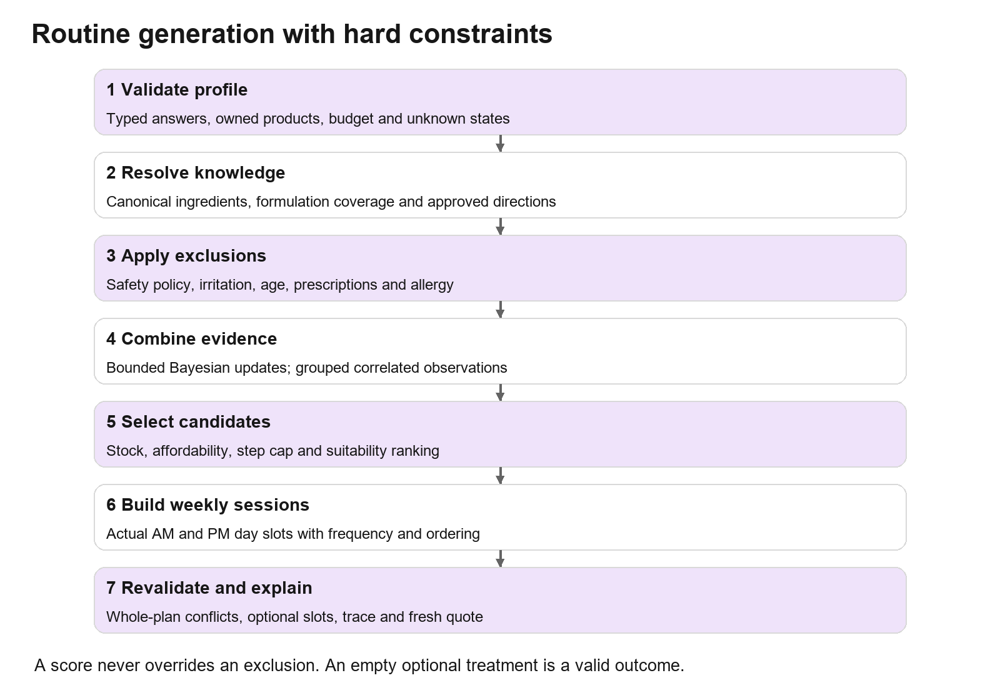 Routine generation with hard constraints
1 Validate profile
Typed answers, owned products, budget and unknown states
2 Resolve knowledge
Canonical ingredients, formulation coverage and approved directions
3 Apply exclusions
Safety policy, irritation, age, prescriptions and allergy
4 Combine evidence
Bounded Bayesian updates; grouped correlated observations
5 Select candidates
Stock, affordability, step cap and suitability ranking
6 Build weekly sessions
Actual AM and PM day slots with frequency and ordering
7 Revalidate and explain
Whole-plan conflicts, optional slots, trace and fresh quote
A score never overrides an exclusion. An empty optional treatment is a valid outcome.